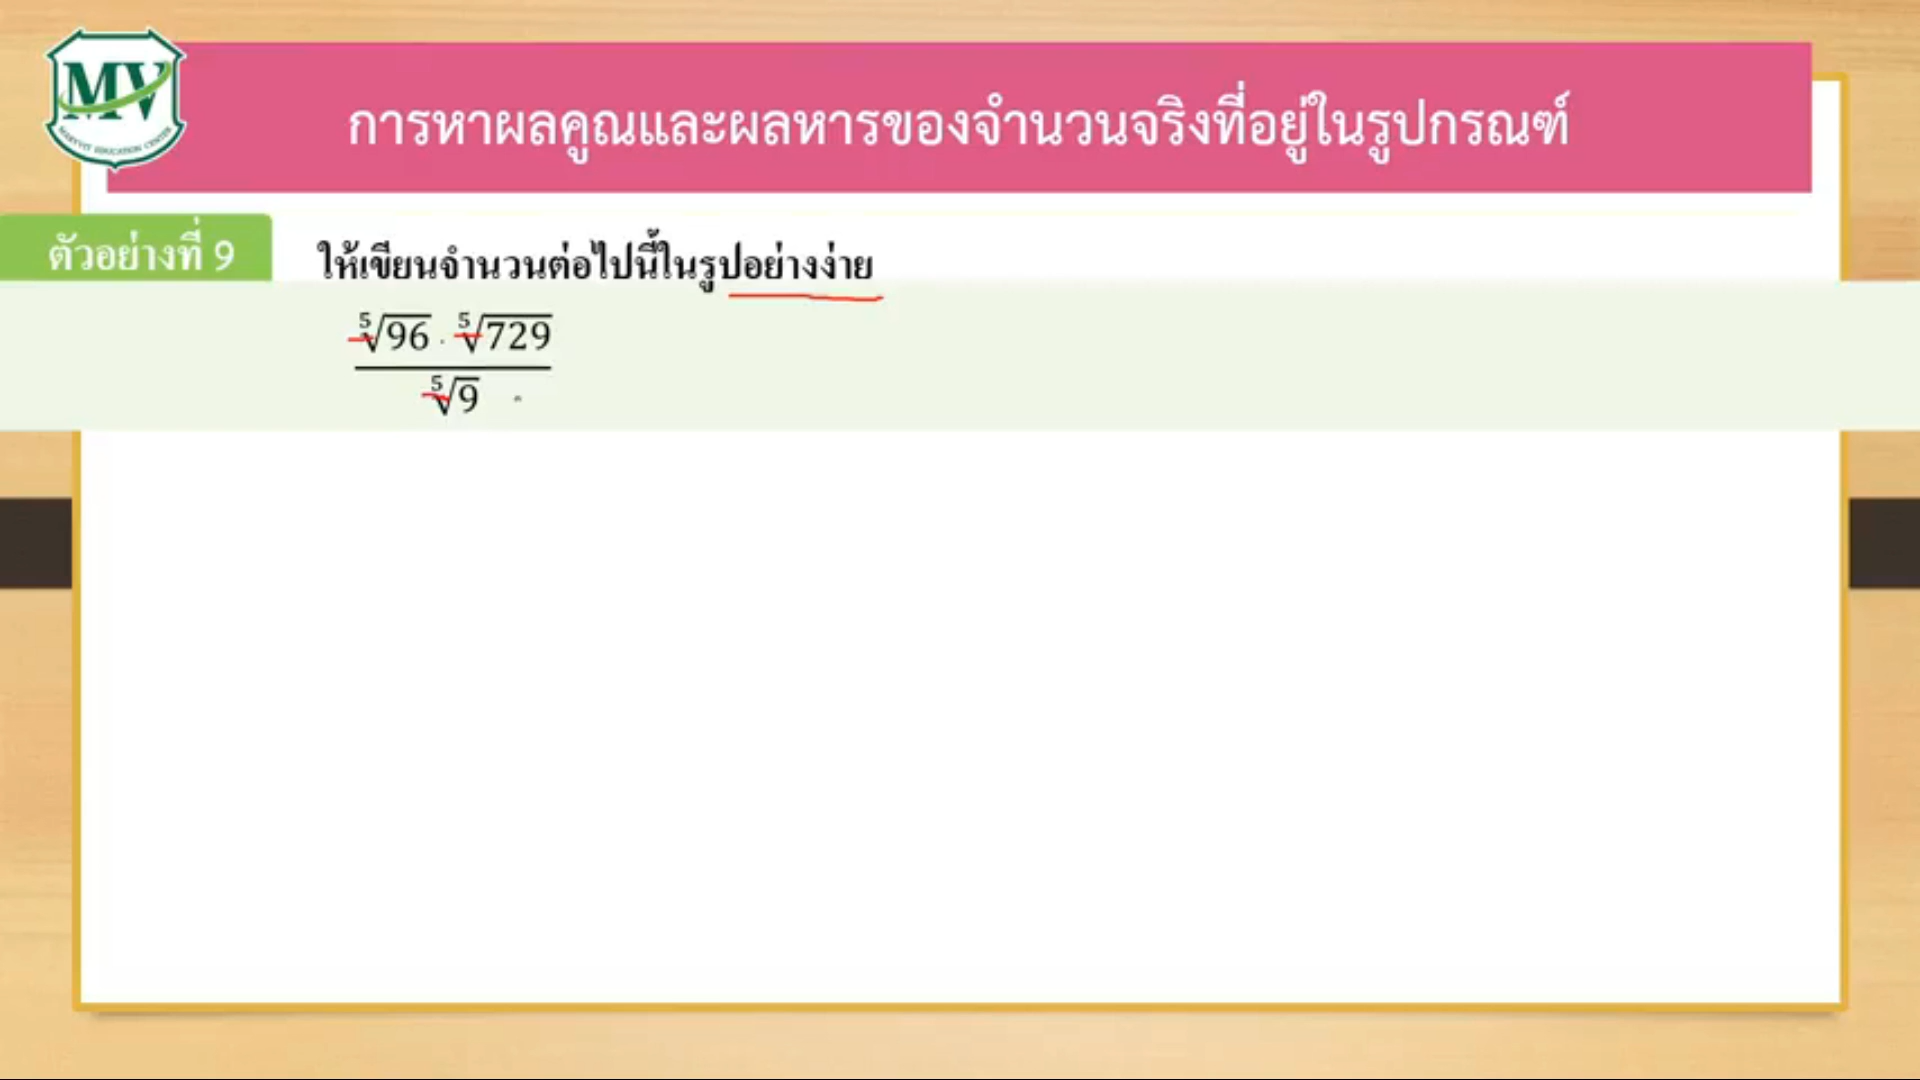 MV
MARVVIT EDUCATION CENTER
การหาผลคูณและผลหารของจำนวนจริงที่อยู่ในรูปกรณฑ์
ตัวอย่างที่ 9
ให้เขียนจำนวนต่อไปนี้ในรูปอย่างง่าย
⁵√96 · ⁵√729
⁵√9